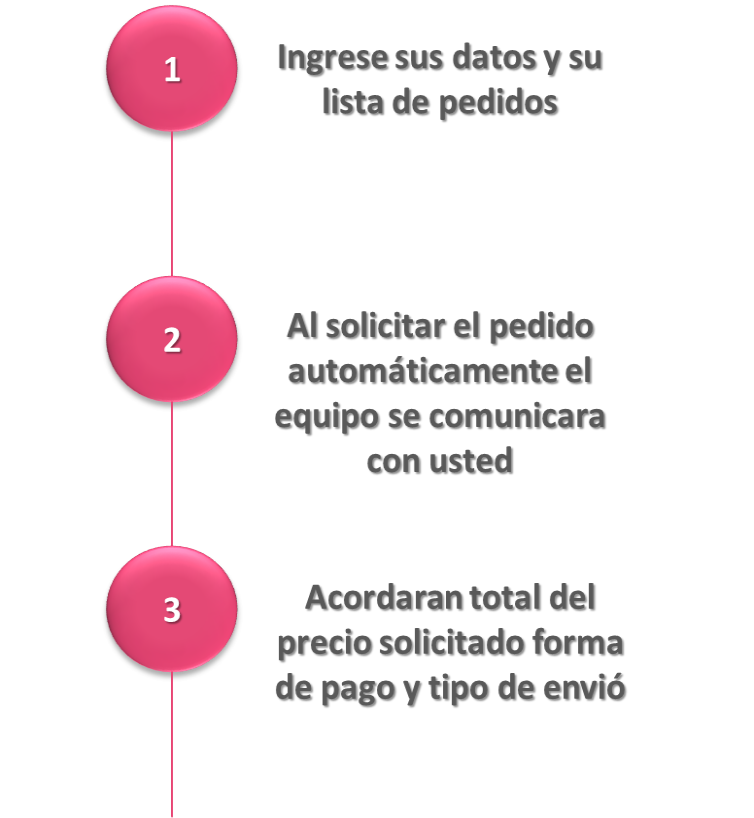 1
Ingrese sus datos y su
lista de pedidos
2
Al solicitar el pedido
automáticamente el
equipo se comunicara
con usted
3
Acordaran total del
precio solicitado forma
de pago y tipo de envió